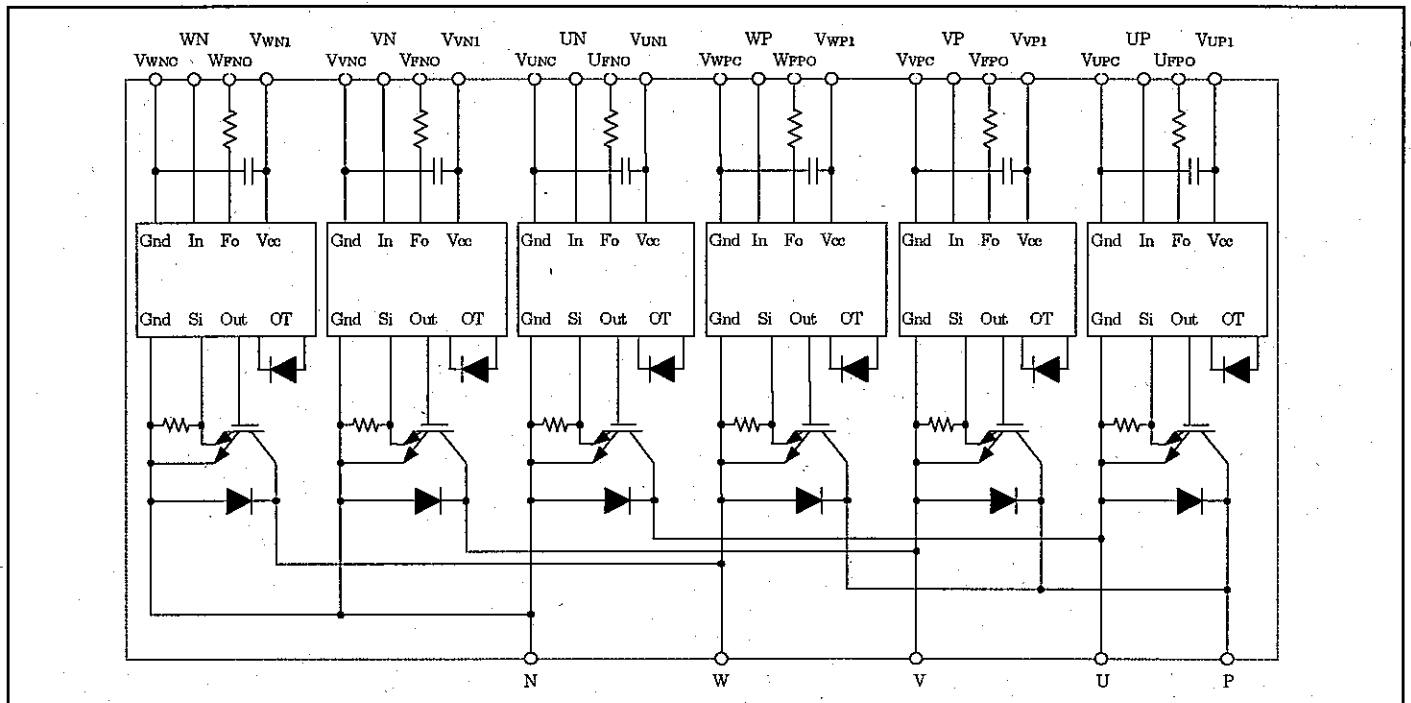 WN VWN1 VN VVN1 UN VUN1 WP VWP1 VP VVP1 UP VUP1
VWNC WFNO VVNC VFNO VUNC UFNO VWPC WFPO VVPC VFPO VUPC UFPO
Gnd In Fo Vcc Gnd In Fo Vcc Gnd In Fo Vcc Gnd In Fo Vcc Gnd In Fo Vcc Gnd In Fo Vcc
Gnd Si Out OT Gnd Si Out OT Gnd Si Out OT Gnd Si Out OT Gnd Si Out OT Gnd Si Out OT
N W V U P